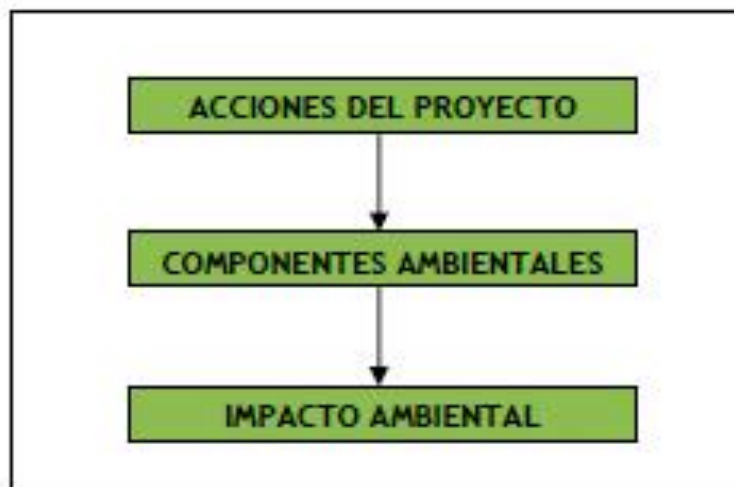 ACCIONES DEL PROYECTO
COMPONENTES AMBIENTALES
IMPACTO AMBIENTAL